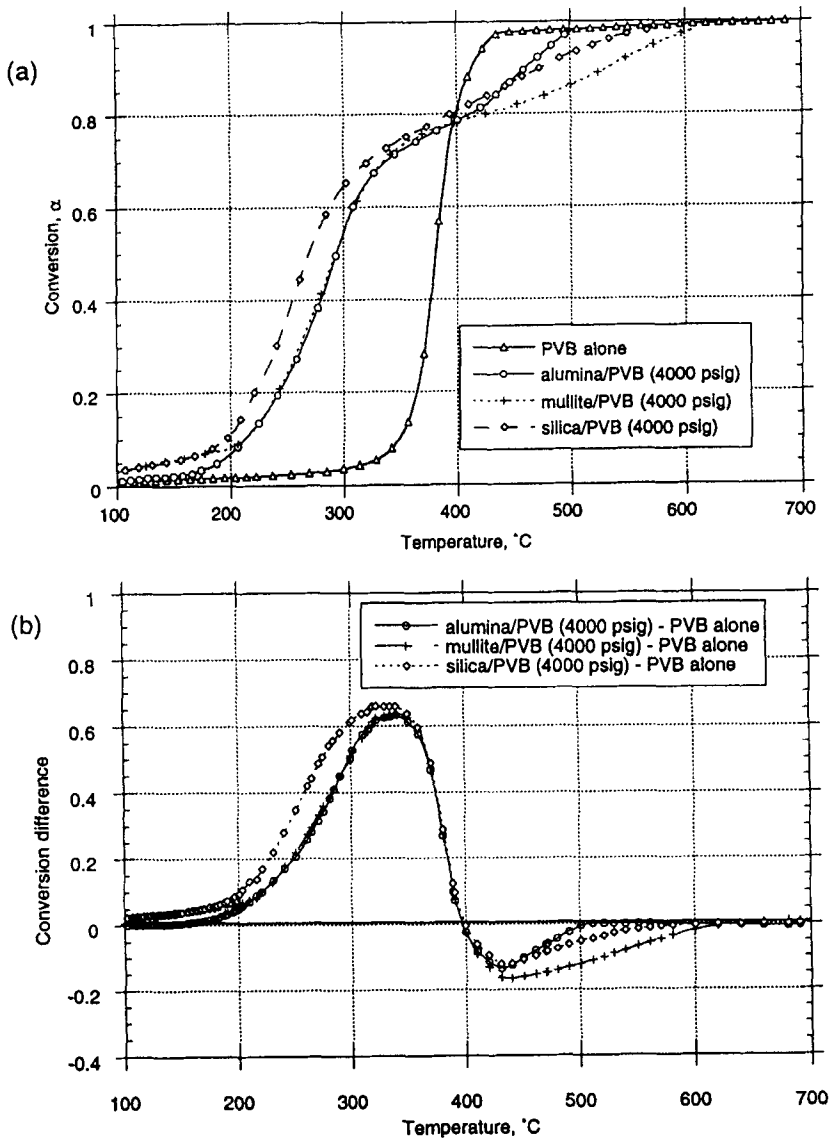 (a)
1
0.8
0.6
0.4
0.2
0
Conversion, α
PVB alone
alumina/PVB (4000 psig)
mullite/PVB (4000 psig)
silica/PVB (4000 psig)
100 200 300 400 500 600 700
Temperature, °C
(b)
1
0.8
0.6
0.4
0.2
0
-0.2
-0.4
Conversion difference
alumina/PVB (4000 psig) - PVB alone
mullite/PVB (4000 psig) - PVB alone
silica/PVB (4000 psig) - PVB alone
100 200 300 400 500 600 700
Temperature, °C